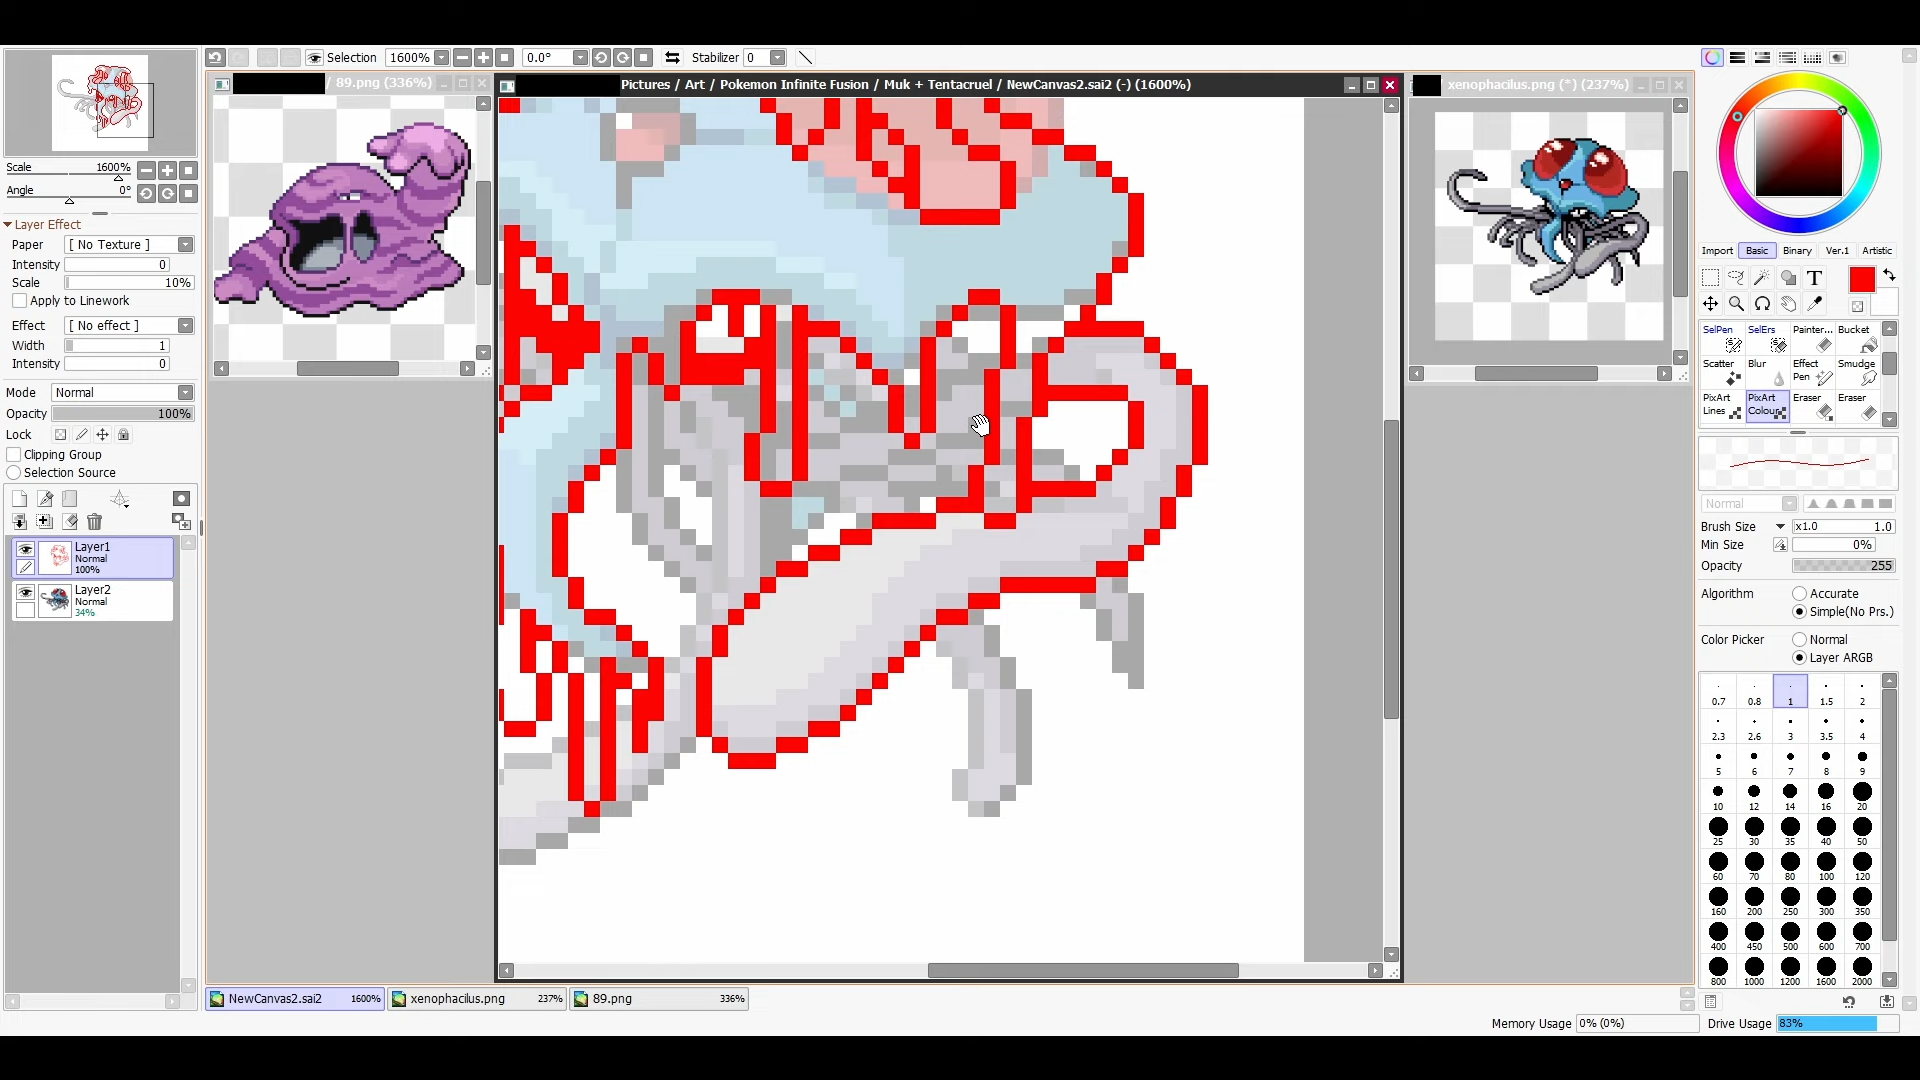 Selection
1600%
0.0°
Stabilizer 0
/ 89.png (336%)
Pictures / Art / Pokemon Infinite Fusion / Muk + Tentacruel / NewCanvas2.sai2 (-) (1600%)
xenophacilus.png (*) (237%)
Scale
1600%
Angle
0°
Layer Effect
Paper
[ No Texture ]
Intensity
0
Scale
10%
Apply to Linework
Effect
[ No effect ]
Width
1
Intensity
0
Mode
Normal
Opacity
100%
Lock
Clipping Group
Selection Source
Layer1
Normal
100%
Layer2
Normal
34%
Import
Basic
Binary
Ver.1
Artistic
T
SelPen
SelErs
Painter...
Bucket
Scatter
Blur
Effect
Pen
Smudge
PixArt
Lines
PixArt
Colour
Eraser
Eraser
Normal
Brush Size
x1.0
1.0
Min Size
0%
Opacity
255
Algorithm
Accurate
Simple(No Prs.)
Color Picker
Normal
Layer ARGB
0.7 0.8 1 1.5 2
2.3 2.6 3 3.5 4
5 6 7 8 9
10 12 14 16 20
25 30 35 40 50
60 70 80 100 120
160 200 250 300 350
400 450 500 600 700
800 1000 1200 1600 2000
NewCanvas2.sai2 1600%
xenophacilus.png 237%
89.png 336%
Memory Usage 0% (0%)
Drive Usage 83%